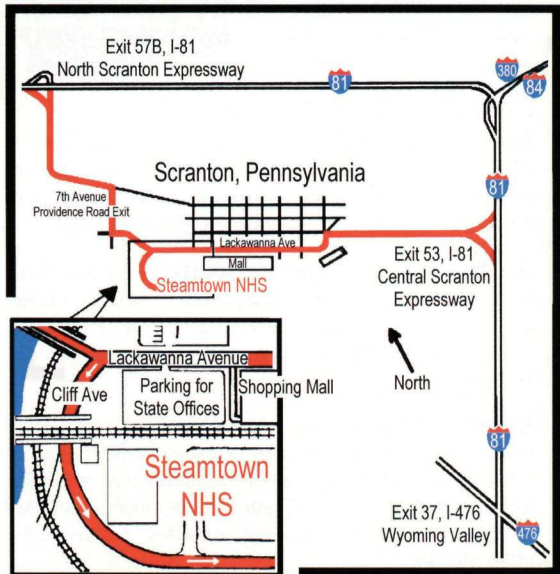 Exit 57B, I-81
North Scranton Expressway
81
380
84
Scranton, Pennsylvania
81
7th Avenue
Providence Road Exit
Lackawanna Ave
Mall
Steamtown NHS
Exit 53, I-81
Central Scranton
Expressway
North
Lackawanna Avenue
Cliff Ave
Parking for
State Offices
Shopping Mall
Steamtown
NHS
81
Exit 37, I-476
Wyoming Valley
476